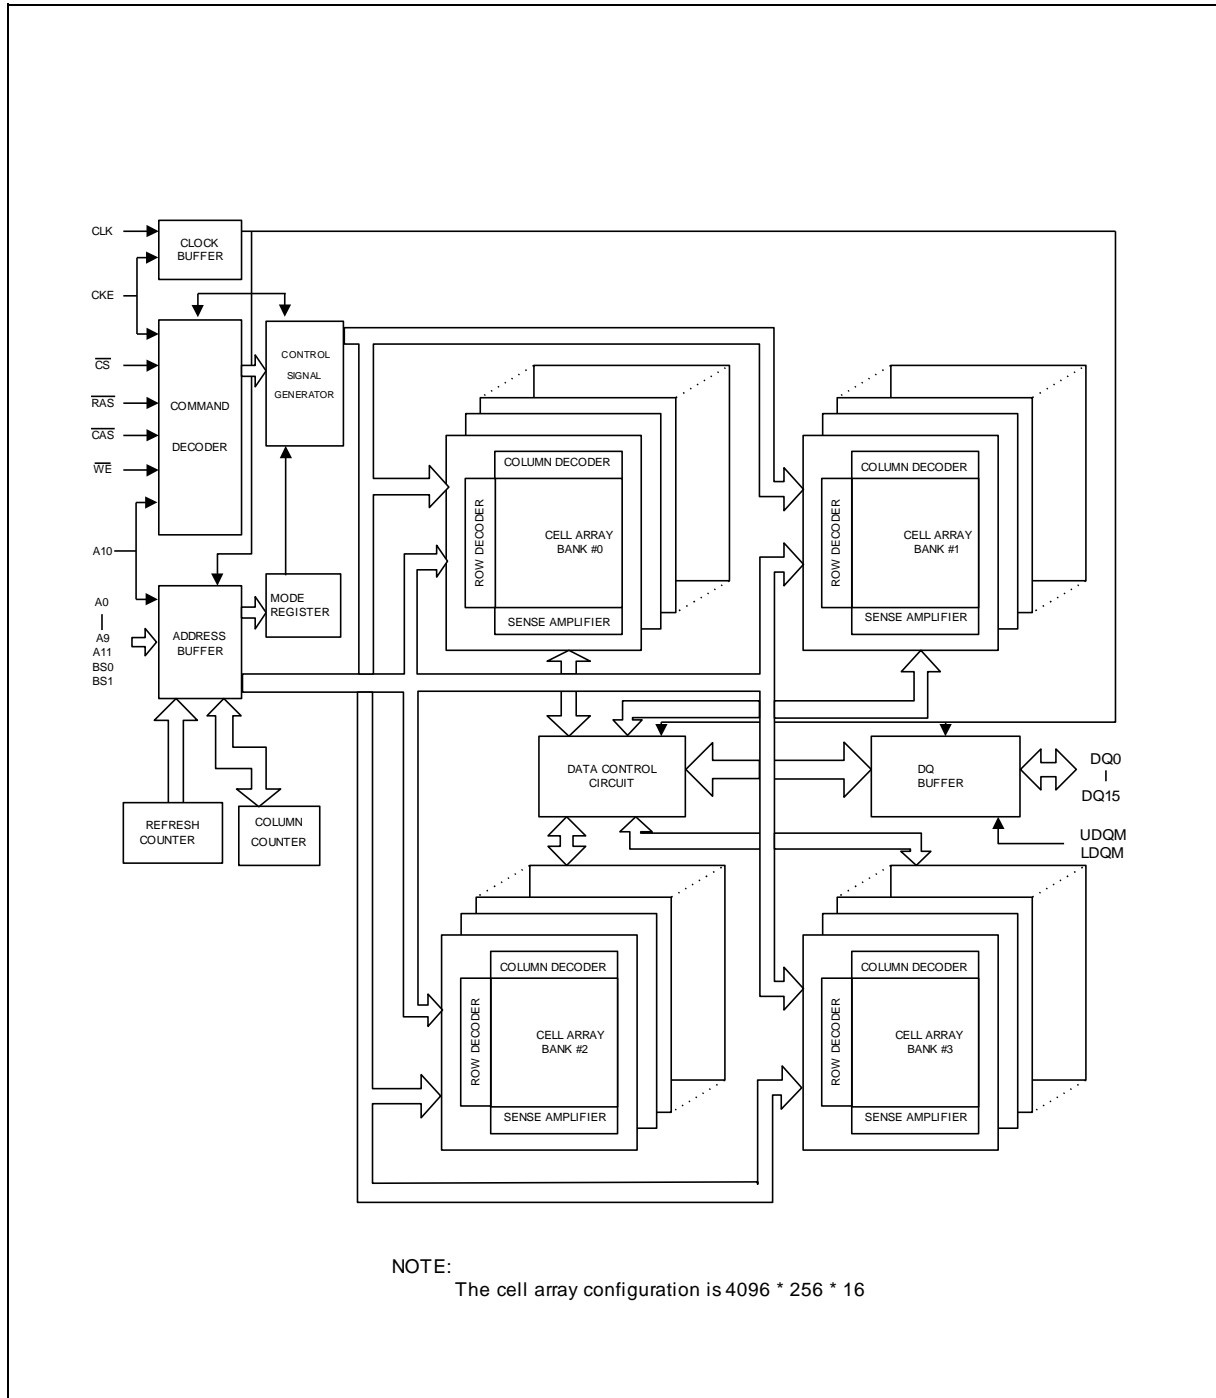 CLK
CLOCK
BUFFER
CKE
CS
RAS
CAS
WE
A10
COMMAND
DECODER
CONTROL
SIGNAL
GENERATOR
A0
A9
A11
BS0
BS1
ADDRESS
BUFFER
MODE
REGISTER
REFRESH
COUNTER
COLUMN
COUNTER
COLUMN DECODER
ROW DECODER
CELL ARRAY
BANK #0
SENSE AMPLIFIER
COLUMN DECODER
ROW DECODER
CELL ARRAY
BANK #1
SENSE AMPLIFIER
DATA CONTROL
CIRCUIT
DQ
BUFFER
DQ0
DQ15
UDQM
LDQM
COLUMN DECODER
ROW DECODER
CELL ARRAY
BANK #2
SENSE AMPLIFIER
COLUMN DECODER
ROW DECODER
CELL ARRAY
BANK #3
SENSE AMPLIFIER
NOTE:
The cell array configuration is 4096 * 256 * 16